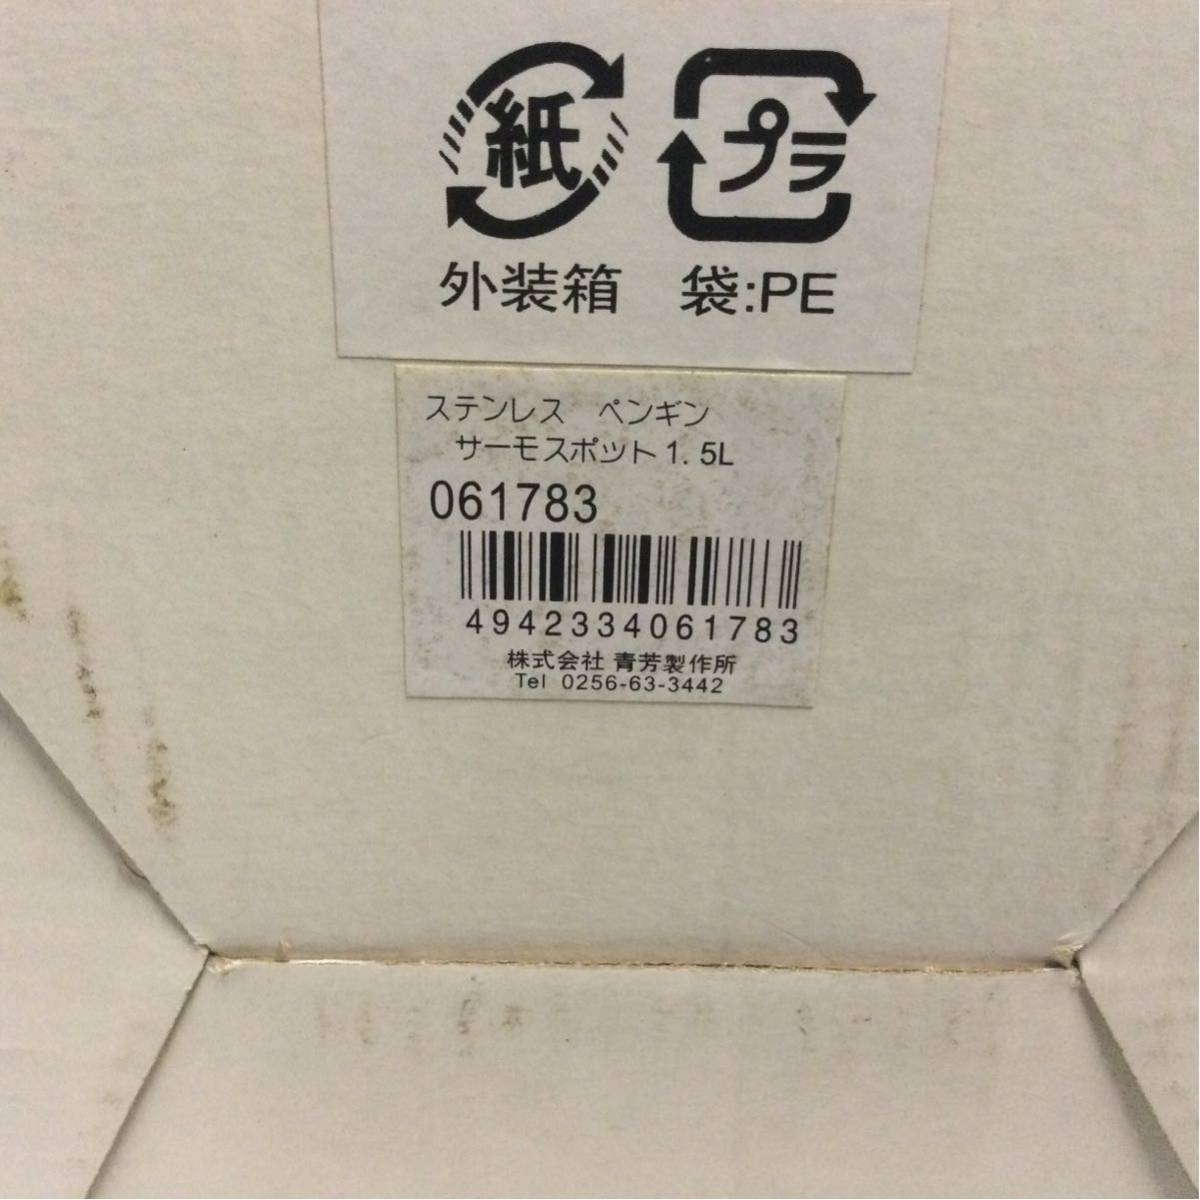 紙 プラ
外装箱 袋:PE
ステンレス ペンギン
サーモスポット1.5L
061783
4942334061783
株式会社 青芳製作所
Tel 0256-63-3442